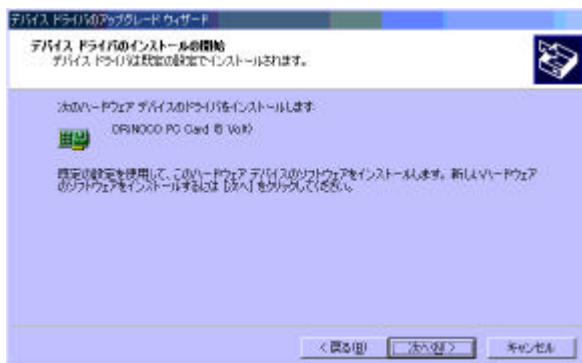 デバイス ドライバのアップグレード ウィザード
デバイス ドライバのインストールの開始
デバイス ドライバは既定の設定でインストールされます。
次のハードウェア デバイスのドライバをインストールします:
ORiNOCO PC Card (5 Volt)
既定の設定を使用して、このハードウェア デバイスのソフトウェアをインストールします。新しいハードウェア
のソフトウェアをインストールするには [次へ] をクリックしてください。
< 戻る(B)
次へ(N) >
キャンセル